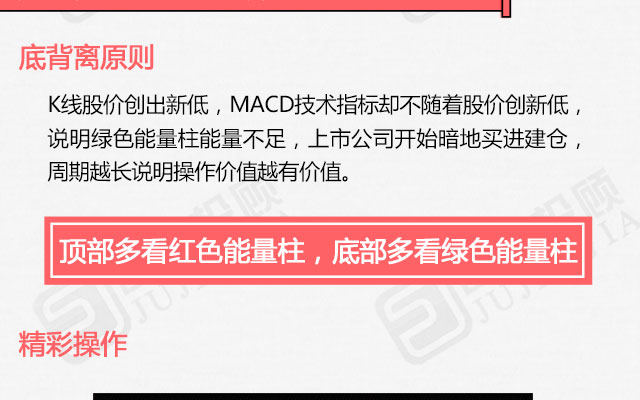 底背离原则
K线股价创出新低，MACD技术指标却不随着股价创新低，
说明绿色能量柱能量不足，上市公司开始暗地买进建仓，
周期越长说明操作价值越有价值。
顶部多看红色能量柱，底部多看绿色能量柱
精彩操作